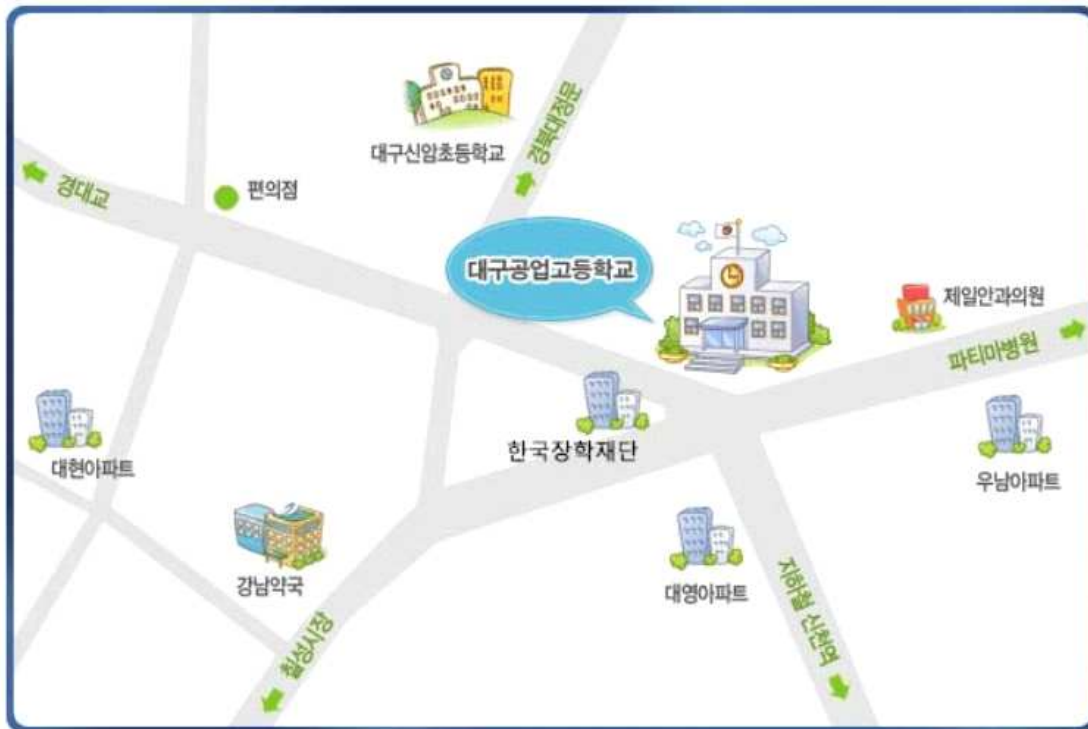 대구신암초등학교
경북대정문
경대교
편의점
대구공업고등학교
제일안과의원
파티마병원
대현아파트
한국장학재단
우남아파트
강남약국
대영아파트
칠성시장
지하철 신천역